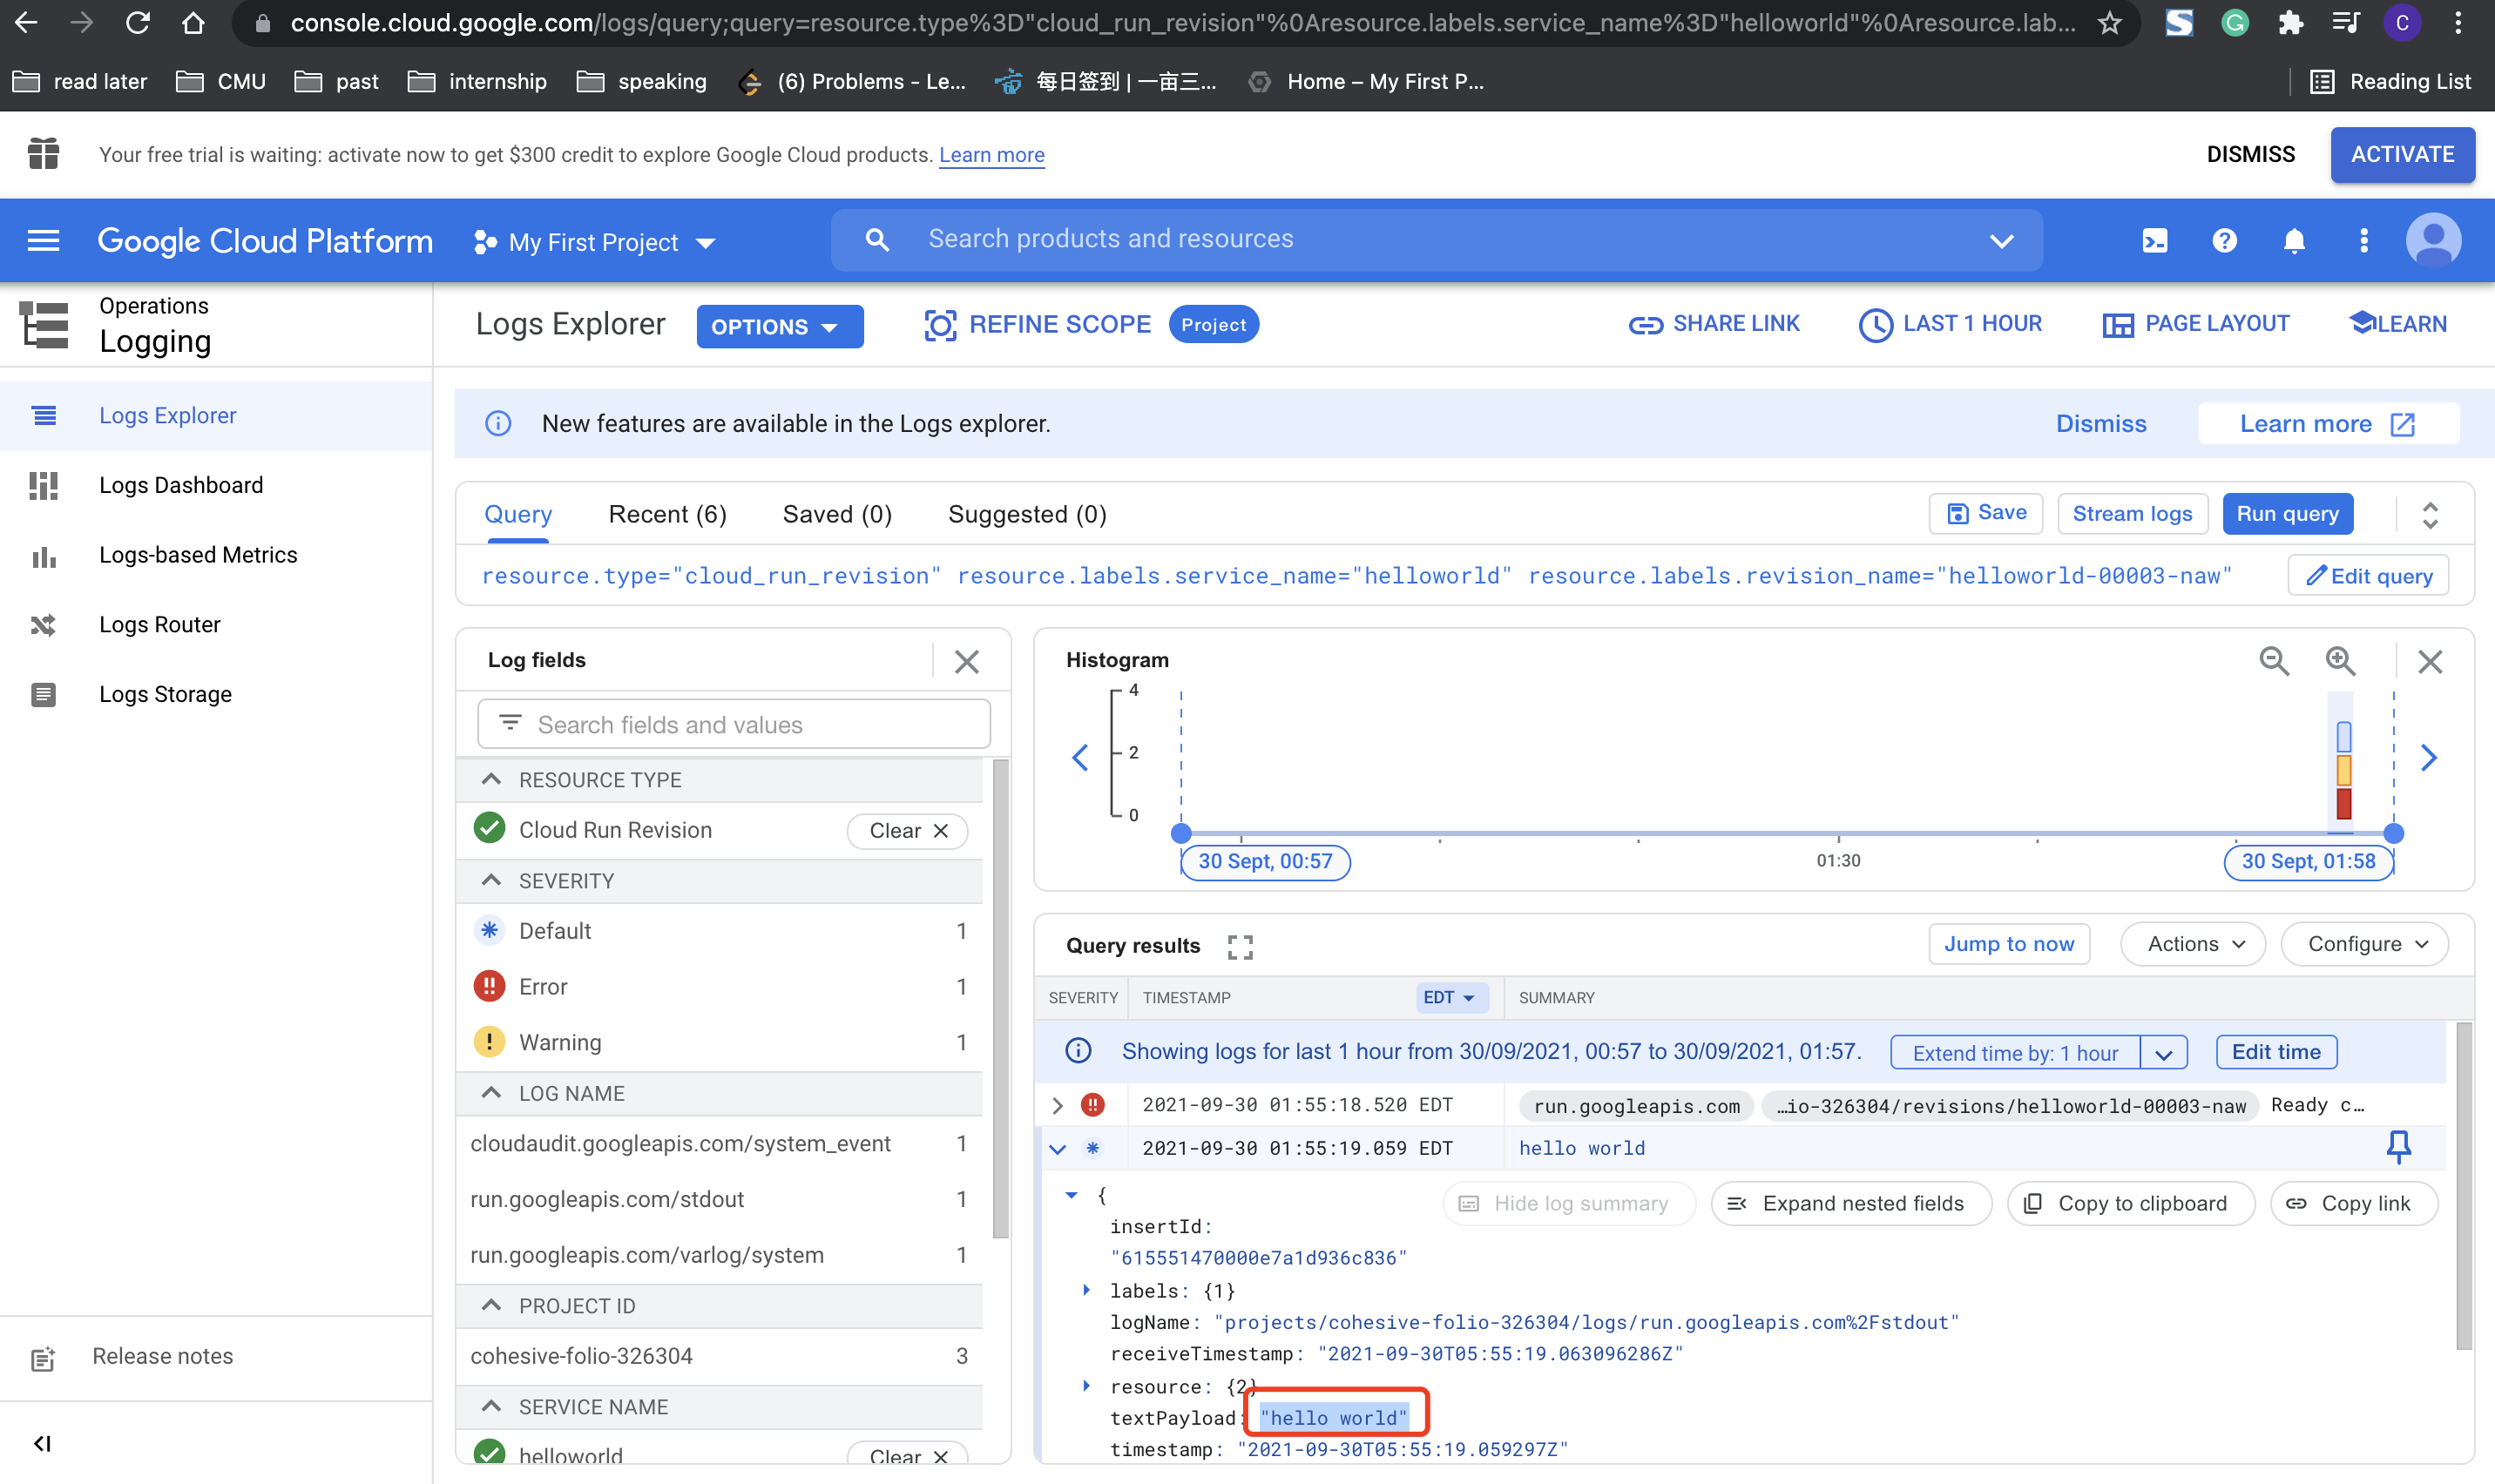 console.cloud.google.com/logs/query;query=resource.type%3D"cloud_run_revision"%0Aresource.labels.service_name%3D"helloworld"%0Aresource.lab...
C
read later
CMU
past
internship
speaking
(6) Problems - Le...
每日签到 | 一亩三...
Home – My First P...
Reading List
Your free trial is waiting: activate now to get $300 credit to explore Google Cloud products. Learn more
DISMISS
ACTIVATE
Google Cloud Platform
My First Project
Search products and resources
Operations
Logging
Logs Explorer
OPTIONS
REFINE SCOPE
Project
SHARE LINK
LAST 1 HOUR
PAGE LAYOUT
LEARN
Logs Explorer
Logs Dashboard
Logs-based Metrics
Logs Router
Logs Storage
Release notes
New features are available in the Logs explorer.
Dismiss
Learn more
Query
Recent (6)
Saved (0)
Suggested (0)
Save
Stream logs
Run query
resource.type="cloud_run_revision" resource.labels.service_name="helloworld" resource.labels.revision_name="helloworld-00003-naw"
Edit query
Log fields
Search fields and values
RESOURCE TYPE
Cloud Run Revision
Clear
SEVERITY
Default 1
Error 1
Warning 1
LOG NAME
cloudaudit.googleapis.com/system_event 1
run.googleapis.com/stdout 1
run.googleapis.com/varlog/system 1
PROJECT ID
cohesive-folio-326304 3
SERVICE NAME
helloworld
Clear
Histogram
4
2
0
30 Sept, 00:57
01:30
30 Sept, 01:58
Query results
Jump to now
Actions
Configure
SEVERITY
TIMESTAMP
EDT
SUMMARY
Showing logs for last 1 hour from 30/09/2021, 00:57 to 30/09/2021, 01:57.
Extend time by: 1 hour
Edit time
2021-09-30 01:55:18.520 EDT
run.googleapis.com
…io-326304/revisions/helloworld-00003-naw
Ready c…
2021-09-30 01:55:19.059 EDT
hello world
{
Hide log summary
Expand nested fields
Copy to clipboard
Copy link
insertId:
"615551470000e7a1d936c836"
labels: {1}
logName: "projects/cohesive-folio-326304/logs/run.googleapis.com%2Fstdout"
receiveTimestamp: "2021-09-30T05:55:19.063096286Z"
resource: {2}
textPayload: "hello world"
timestamp: "2021-09-30T05:55:19.059297Z"